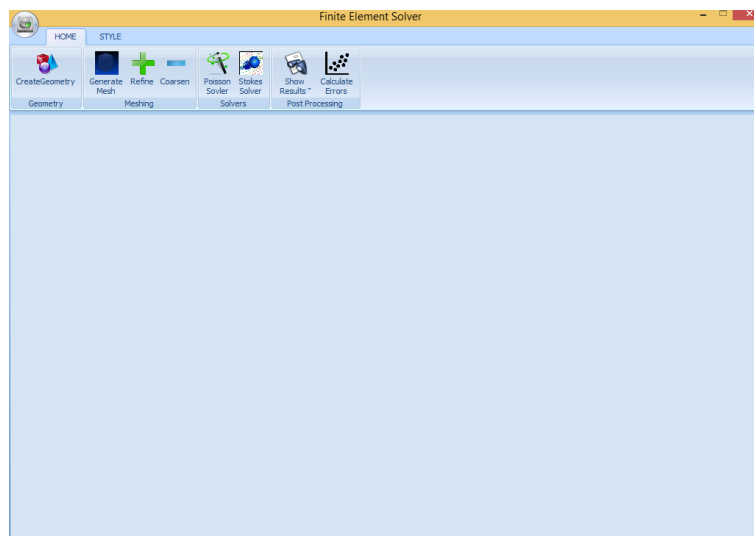 Finite Element Solver
HOME STYLE
CreateGeometry Generate Mesh Refine Coarsen Poisson Sovler Stokes Solver Show Results Calculate Errors
Geometry Meshing Solvers Post Processing